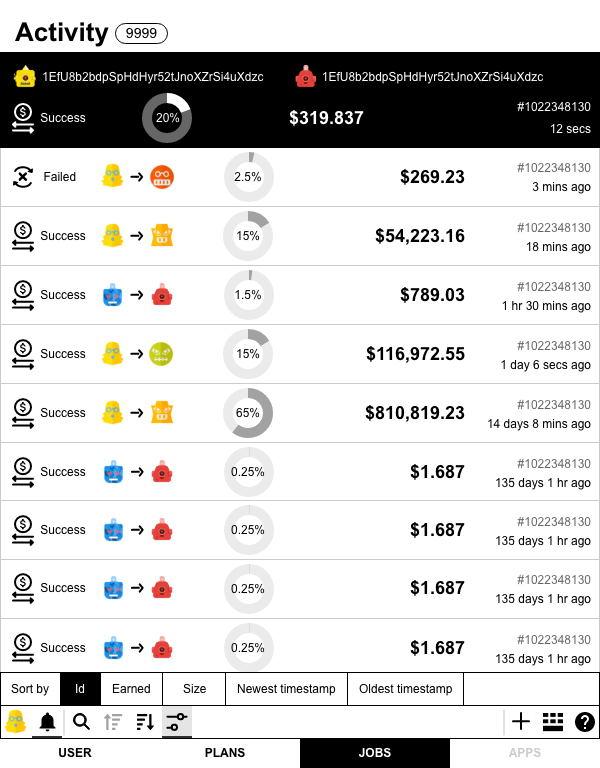 Activity 9999
1EfU8b2bdpSpHdHyr52tJnoXZrSi4uXdzc 1EfU8b2bdpSpHdHyr52tJnoXZrSi4uXdzc
Success 20% $319.837 #1022348130
12 secs
Failed 2.5% $269.23 #1022348130
3 mins ago
Success 15% $54,223.16 #1022348130
18 mins ago
Success 1.5% $789.03 #1022348130
1 hr 30 mins ago
Success 15% $116,972.55 #1022348130
1 day 6 secs ago
Success 65% $810,819.23 #1022348130
14 days 8 mins ago
Success 0.25% $1.687 #1022348130
135 days 1 hr ago
Success 0.25% $1.687 #1022348130
135 days 1 hr ago
Success 0.25% $1.687 #1022348130
135 days 1 hr ago
Success 0.25% $1.687 #1022348130
135 days 1 hr ago
Sort by Id Earned Size Newest timestamp Oldest timestamp
USER PLANS JOBS APPS